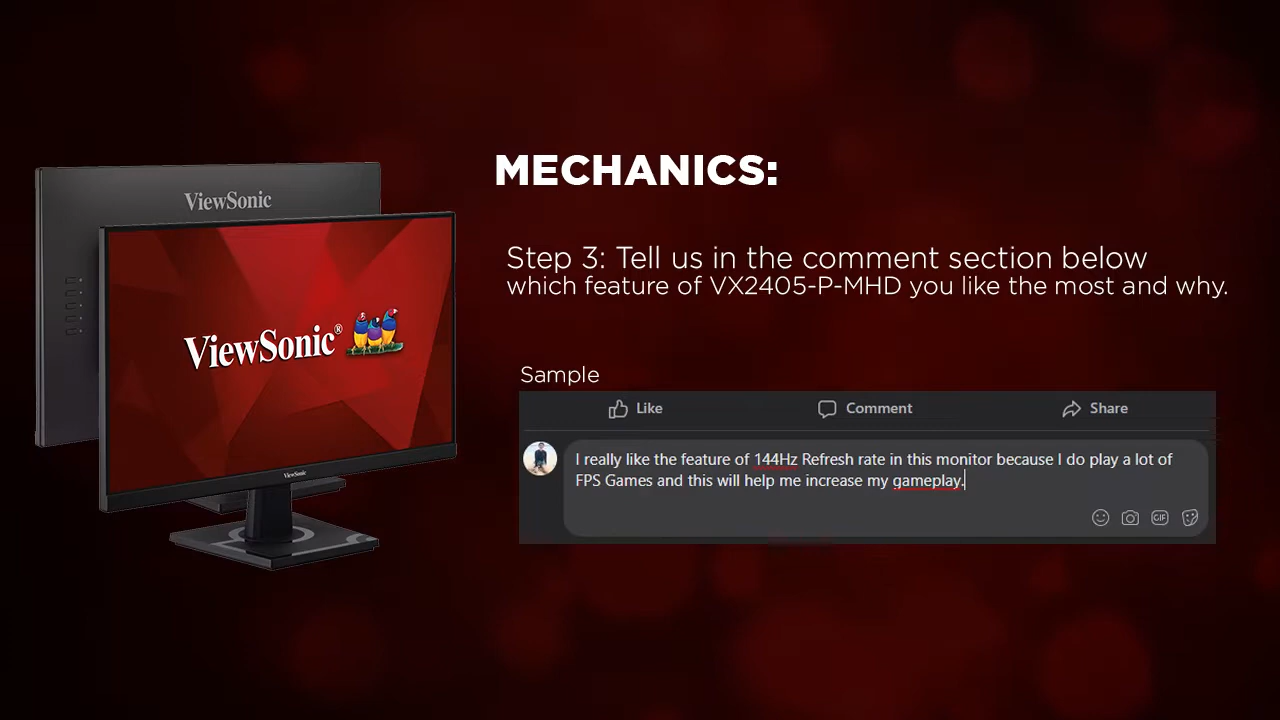 ViewSonic
ViewSonic®
ViewSonic
MECHANICS:
Step 3: Tell us in the comment section below
which feature of VX2405-P-MHD you like the most and why.
Sample
Like Comment Share
I really like the feature of 144Hz Refresh rate in this monitor because I do play a lot of
FPS Games and this will help me increase my gameplay.
GIF